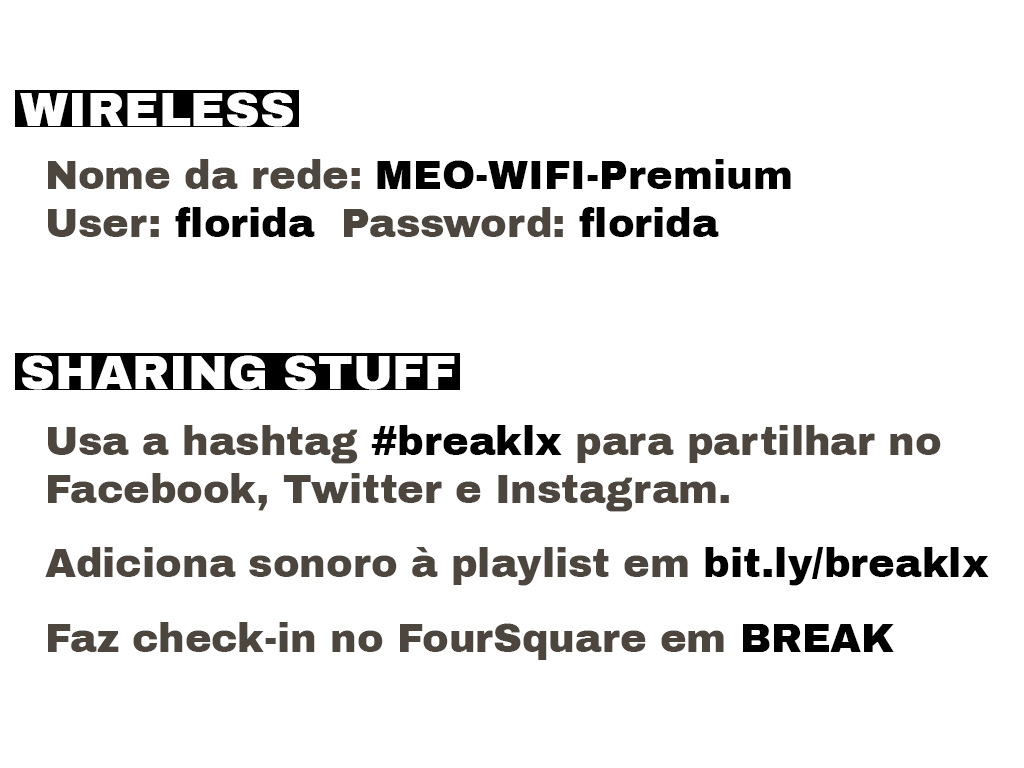 WIRELESS
Nome da rede: MEO-WIFI-Premium
User: florida Password: florida
SHARING STUFF
Usa a hashtag #breaklx para partilhar no
Facebook, Twitter e Instagram.
Adiciona sonoro à playlist em bit.ly/breaklx
Faz check-in no FourSquare em BREAK